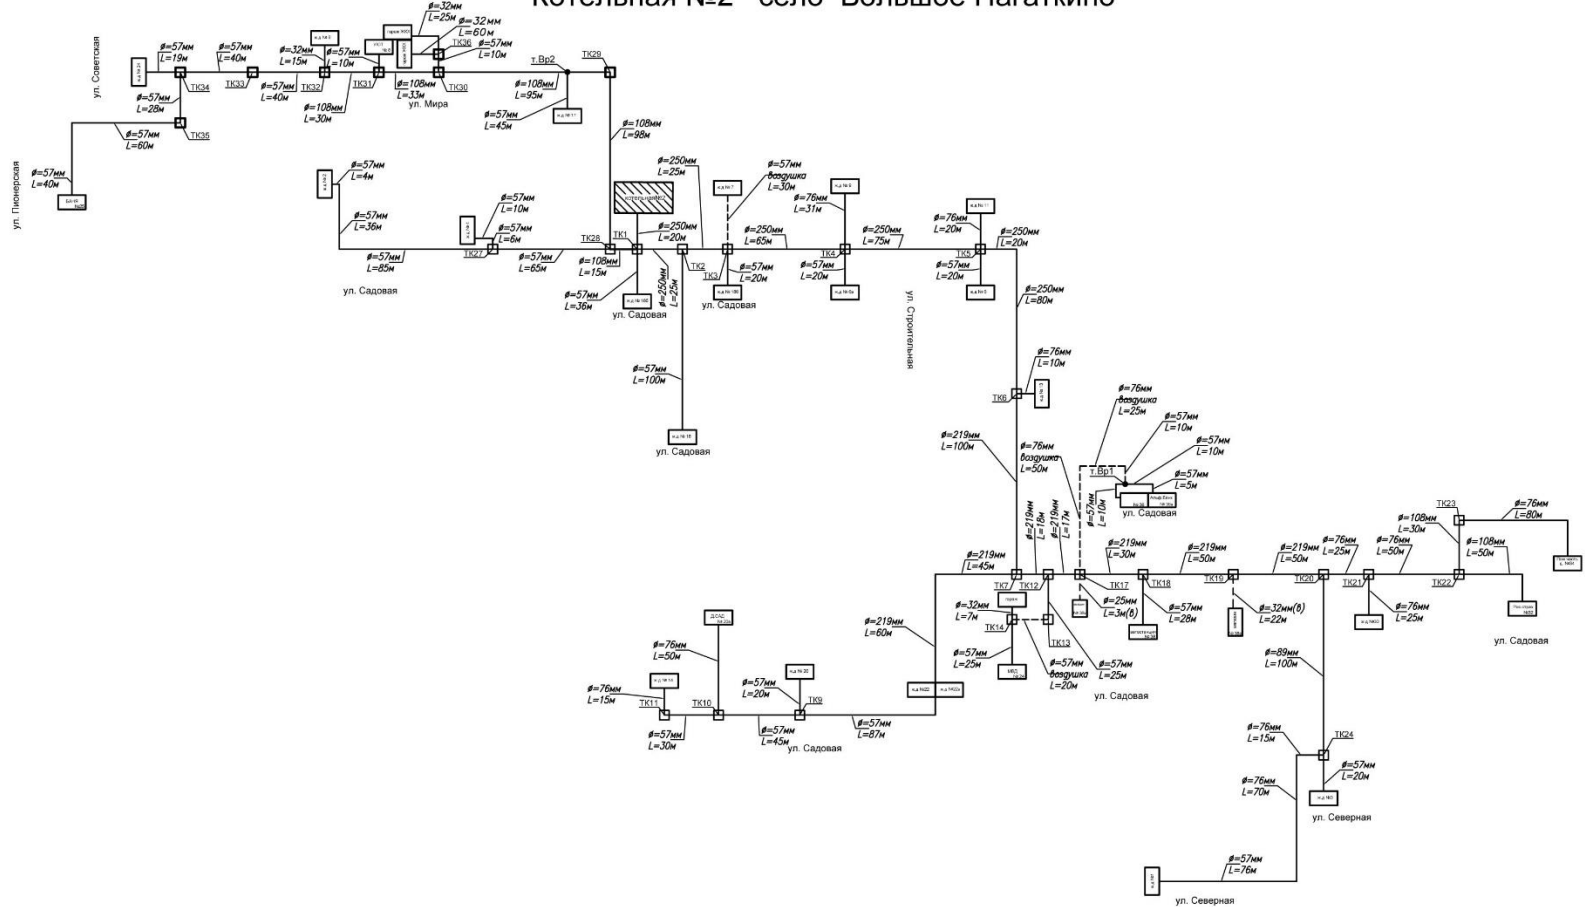 Котельная №2 село Большое Нагаткино
ø=32мм
L=25м
ø=32мм
L=60м
ТК36
ø=57мм
L=10м
ТК29
т.Вр2
ø=57мм
L=19м
ø=57мм
L=40м
ø=32мм
L=15м
ø=57мм
L=10м
ТК34
ТК33
ТК32
ТК31
ТК30
ø=57мм
L=40м
ø=108мм
L=30м
ø=108мм
L=33м
ул. Мира
ø=108мм
L=95м
ø=57мм
L=45м
ул. Советская
ø=57мм
L=28м
ТК35
ø=57мм
L=60м
ø=108мм
L=98м
ул. Пионерская
ø=57мм
L=40м
БАНЯ
ø=57мм
L=4м
ø=57мм
L=36м
ø=57мм
L=10м
ø=57мм
L=6м
ТК27
ø=57мм
L=85м
ø=57мм
L=65м
ул. Садовая
ø=250мм
L=25м
ø=57мм
воздушка
L=30м
ø=76мм
L=31м
ø=76мм
L=20м
ø=250мм
L=20м
ТК28
ТК1
ø=250мм
L=20м
ø=250мм
L=65м
ø=250мм
L=75м
ТК2
ТК3
ТК4
ТК5
ø=108мм
L=15м
ø=57мм
L=36м
ø=250мм
L=25м
ø=57мм
L=20м
ø=57мм
L=20м
ø=57мм
L=20м
ул. Садовая
ул. Садовая
ул. Строительная
ø=250мм
L=80м
ø=57мм
L=100м
ул. Садовая
ø=76мм
L=10м
ТК6
ø=219мм
L=100м
ø=76мм
воздушка
L=50м
ø=76мм
воздушка
L=25м
ø=57мм
L=10м
ø=57мм
L=10м
т.Вр1
ø=57мм
L=5м
ø=57мм
L=10м
ул. Садовая
ТК23
ø=76мм
L=80м
ø=108мм
L=30м
ø=219мм
L=45м
ø=219мм
L=18м
ø=219мм
L=17м
ø=219мм
L=30м
ø=219мм
L=50м
ø=219мм
L=50м
ø=76мм
L=25м
ø=76мм
L=50м
ø=108мм
L=50м
ТК7
ТК12
ТК17
ТК18
ТК19
ТК20
ТК21
ТК22
ø=32мм
L=7м
ТК14
ТК13
ø=25мм
L=3м(в)
ø=57мм
L=28м
ø=32мм(в)
L=22м
ø=76мм
L=25м
ул. Садовая
ø=57мм
L=25м
ø=57мм
воздушка
L=20м
ø=57мм
L=25м
ул. Садовая
ø=89мм
L=100м
ø=219мм
L=60м
ø=76мм
L=50м
ø=76мм
L=15м
ø=57мм
L=20м
ТК11
ТК10
ТК9
ø=57мм
L=30м
ø=57мм
L=45м
ø=57мм
L=87м
ул. Садовая
ТК24
ø=76мм
L=15м
ø=57мм
L=20м
ø=76мм
L=70м
ул. Северная
ø=57мм
L=76м
ул. Северная